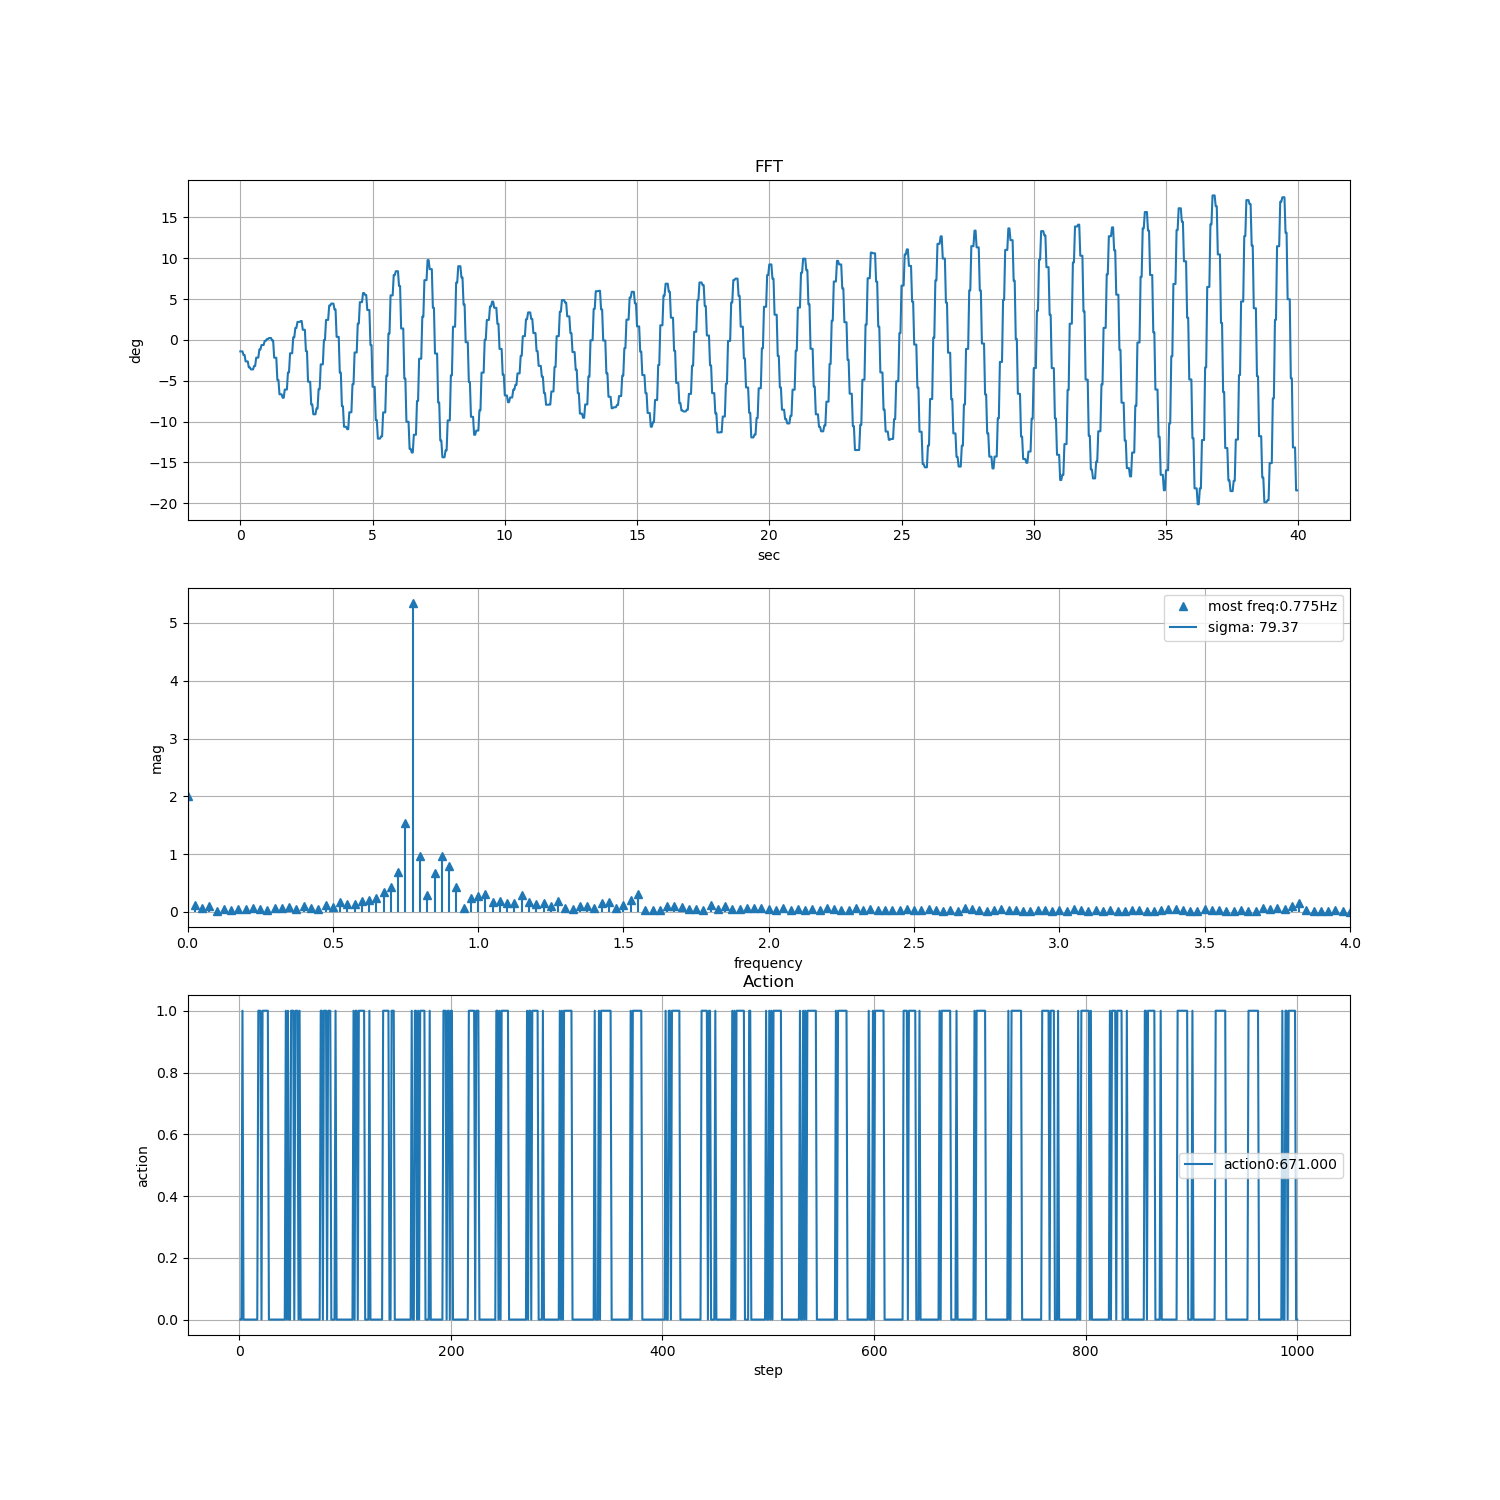 FFT
deg
15
10
5
0
−5
−10
−15
−20
0 5 10 15 20 25 30 35 40
sec
most freq:0.775Hz
sigma: 79.37
mag
5
4
3
2
1
0
0.0 0.5 1.0 1.5 2.0 2.5 3.0 3.5 4.0
frequency
Action
action
1.0
0.8
0.6
0.4
0.2
0.0
action0:671.000
0 200 400 600 800 1000
step